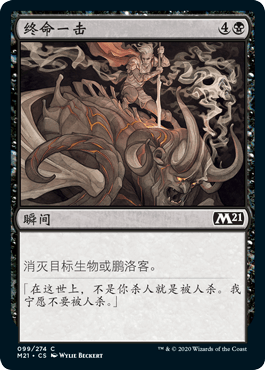 终命一击 4
瞬间 M21
消灭目标生物或鹏洛客。
「在这世上，不是你杀人就是被人杀。我
宁愿不要被人杀。」
099/274 C
M21 • CS WYLIE BECKERT
™ & © 2020 Wizards of the Coast